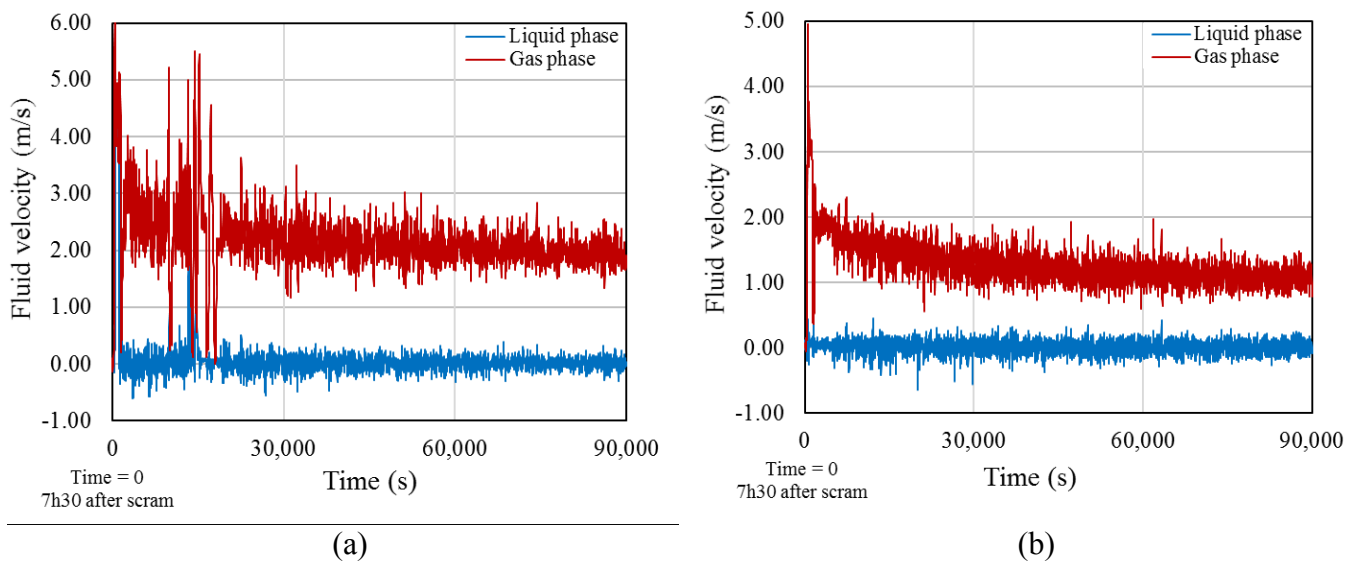 6.00
5.00
4.00
3.00
2.00
1.00
0.00
-1.00
Fluid velocity (m/s)
Liquid phase
Gas phase
0
30,000
60,000
90,000
Time = 0
7h30 after scram
Time (s)
(a)
5.00
4.00
3.00
2.00
1.00
0.00
-1.00
Fluid velocity (m/s)
Liquid phase
Gas phase
0
30,000
60,000
90,000
Time = 0
7h30 after scram
Time (s)
(b)